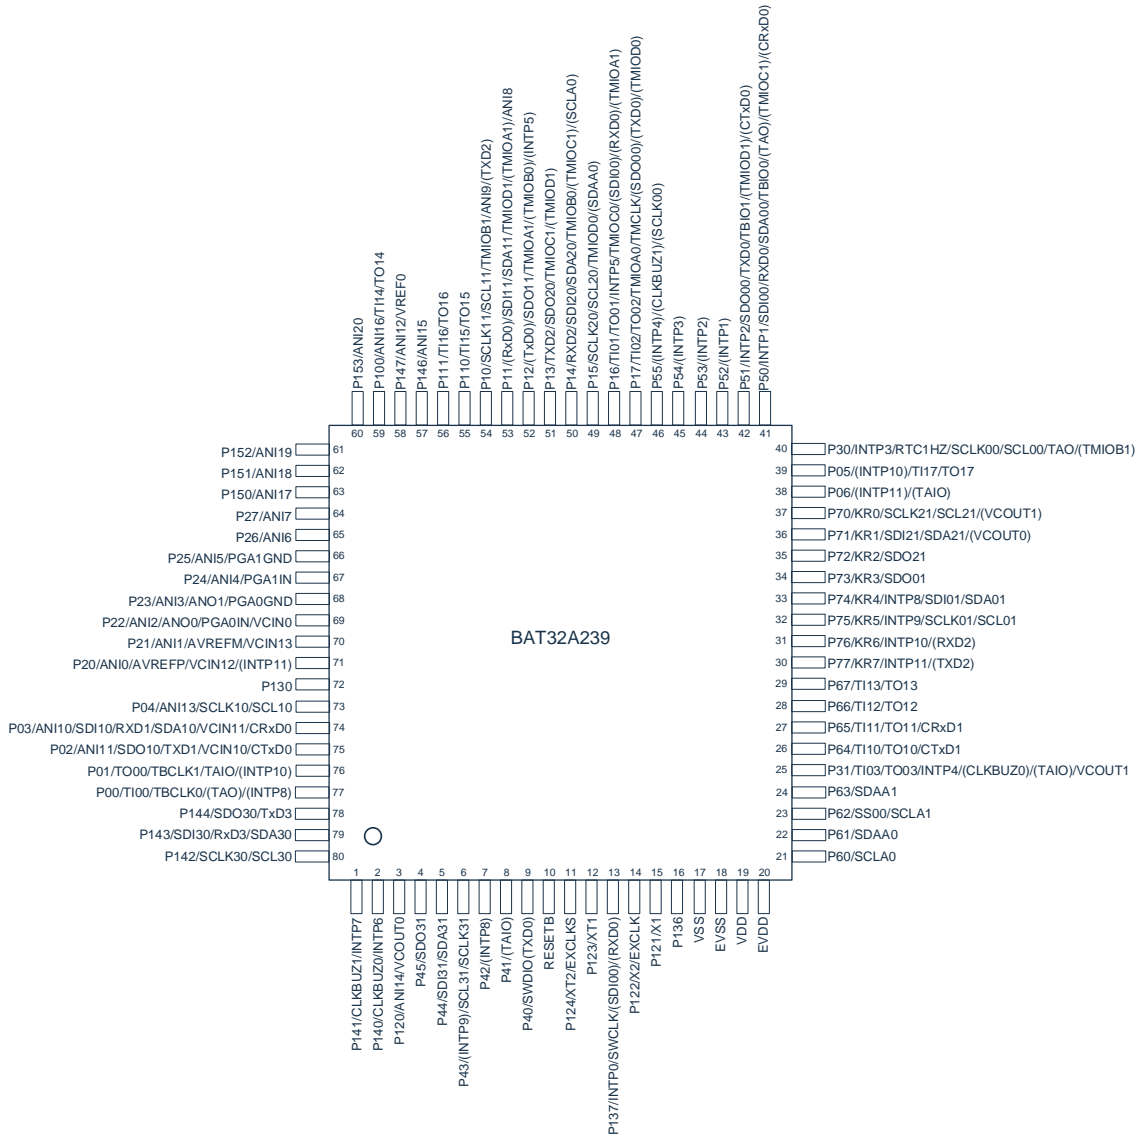 P153/ANI20
P100/ANI16/TI14/TO14
P147/ANI12/VREF0
P146/ANI15
P111/TI16/TO16
P110/TI15/TO15
P10/SCLK11/SCL11/TMIOB1/ANI9/(TXD2)
P11/(RxD0)/SDI11/SDA11/TMIOD1/(TMIOA1)/ANI8
P12/(TxD0)/SDO11/TMIOA1/(TMIOB0)/(INTP5)
P13/TXD2/SDO20/TMIOC1/(TMIOD1)
P14/RXD2/SDI20/SDA20/TMIOB0/(TMIOC1)/(SCLA0)
P15/SCLK20/SCL20/TMIOD0/(SDAA0)
P16/TI01/TO01/INTP5/TMIOC0/(SDI00)/(RXD0)/(TMIOA1)
P17/TI02/TO02/TMIOA0/TMCLK/(SDO00)/(TXD0)/(TMIOD0)
P55/(INTP4)/(CLKBUZ1)/(SCLK00)
P54/(INTP3)
P53/(INTP2)
P52/(INTP1)
P51/INTP2/SDO00/TXD0/TBIO1/(TMIOD1)/(CTxD0)
P50/INTP1/SDI00/RXD0/SDA00/TBIO0/(TAO)/(TMIOC1)/(CRxD0)
60 59 58 57 56 55 54 53 52 51 50 49 48 47 46 45 44 43 42 41
P152/ANI19 61
P151/ANI18 62
P150/ANI17 63
P27/ANI7 64
P26/ANI6 65
P25/ANI5/PGA1GND 66
P24/ANI4/PGA1IN 67
P23/ANI3/ANO1/PGA0GND 68
P22/ANI2/ANO0/PGA0IN/VCIN0 69
P21/ANI1/AVREFM/VCIN13 70
P20/ANI0/AVREFP/VCIN12/(INTP11) 71
P130 72
P04/ANI13/SCLK10/SCL10 73
P03/ANI10/SDI10/RXD1/SDA10/VCIN11/CRxD0 74
P02/ANI11/SDO10/TXD1/VCIN10/CTxD0 75
P01/TO00/TBCLK1/TAIO/(INTP10) 76
P00/TI00/TBCLK0/(TAO)/(INTP8) 77
P144/SDO30/TxD3 78
P143/SDI30/RxD3/SDA30 79
P142/SCLK30/SCL30 80
BAT32A239
40 P30/INTP3/RTC1HZ/SCLK00/SCL00/TAO/(TMIOB1)
39 P05/(INTP10)/TI17/TO17
38 P06/(INTP11)/(TAIO)
37 P70/KR0/SCLK21/SCL21/(VCOUT1)
36 P71/KR1/SDI21/SDA21/(VCOUT0)
35 P72/KR2/SDO21
34 P73/KR3/SDO01
33 P74/KR4/INTP8/SDI01/SDA01
32 P75/KR5/INTP9/SCLK01/SCL01
31 P76/KR6/INTP10/(RXD2)
30 P77/KR7/INTP11/(TXD2)
29 P67/TI13/TO13
28 P66/TI12/TO12
27 P65/TI11/TO11/CRxD1
26 P64/TI10/TO10/CTxD1
25 P31/TI03/TO03/INTP4/(CLKBUZ0)/(TAIO)/VCOUT1
24 P63/SDAA1
23 P62/SS00/SCLA1
22 P61/SDAA0
21 P60/SCLA0
1 2 3 4 5 6 7 8 9 10 11 12 13 14 15 16 17 18 19 20
P141/CLKBUZ1/INTP7
P140/CLKBUZ0/INTP6
P120/ANI14/VCOUT0
P45/SDO31
P44/SDI31/SDA31
P43/(INTP9)/SCL31/SCLK31
P42/(INTP8)
P41/(TAIO)
P40/SWDIO(TXD0)
RESETB
P124/XT2/EXCLKS
P123/XT1
P137/INTP0/SWCLK/(SDI00)/(RXD0)
P122/X2/EXCLK
P121/X1
P136
VSS
EVSS
VDD
EVDD